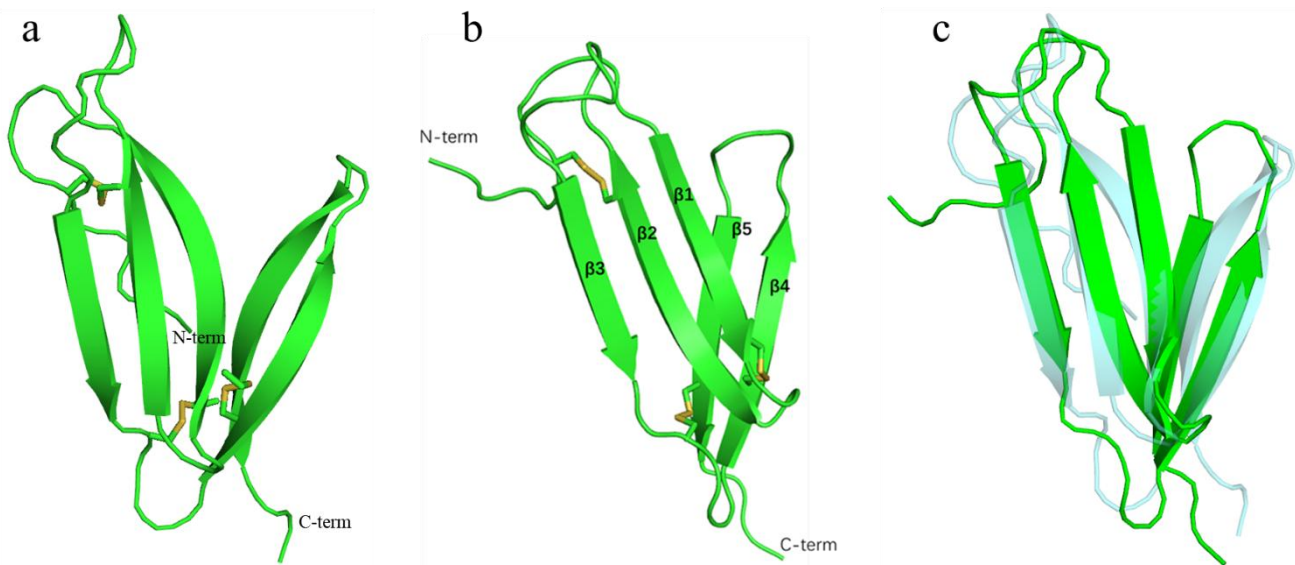 a
N-term
C-term
b
N-term
β1
β2
β3
β5
β4
C-term
c